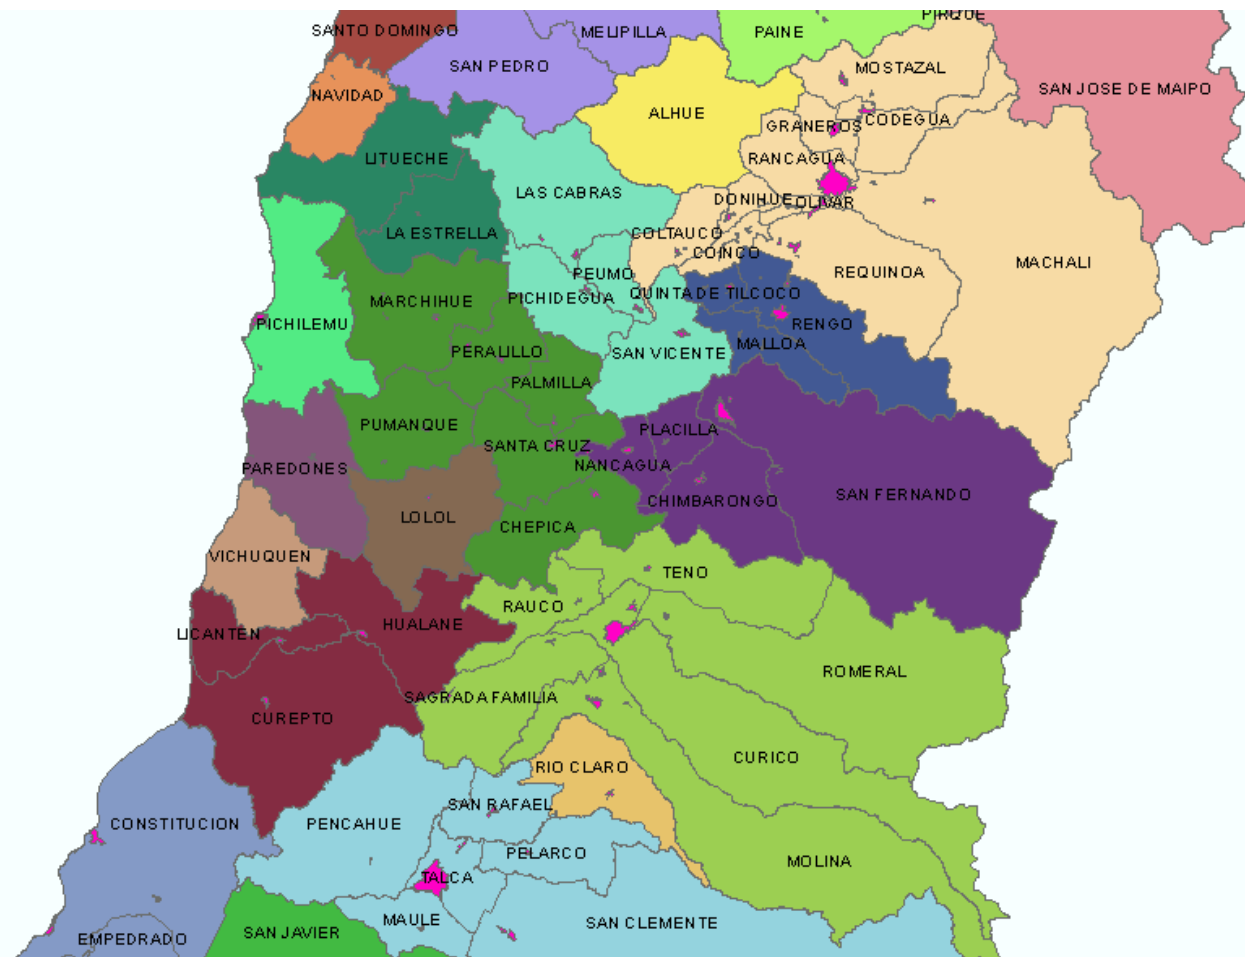 PIRQUE
SANTO DOMINGO
MELIPILLA
PAINE
SAN PEDRO
MOSTAZAL
SAN JOSE DE MAIPO
NAVIDAD
ALHUE
GRANEROS
CODEGUA
LITUECHE
RANCAGUA
LAS CABRAS
DONIHUE
OLIVAR
LA ESTRELLA
COLTAUCO
COINCO
MACHALI
PEUMO
REQUINOA
MARCHIHUE
PICHIDEGUA
QUINTA DE TILCOCO
PICHILEMU
RENGO
MALLOA
PERALILLO
SAN VICENTE
PALMILLA
PUMANQUE
PLACILLA
SANTA CRUZ
PAREDONES
NANCAGUA
SAN FERNANDO
CHIMBARONGO
LOLOL
CHEPICA
VICHUQUEN
TENO
RAUCO
LICANTEN
HUALANE
ROMERAL
SAGRADA FAMILIA
CUREPTO
CURICO
RIO CLARO
SAN RAFAEL
CONSTITUCION
PENCAHUE
PELARCO
MOLINA
TALCA
MAULE
SAN CLEMENTE
SAN JAVIER
EMPEDRADO